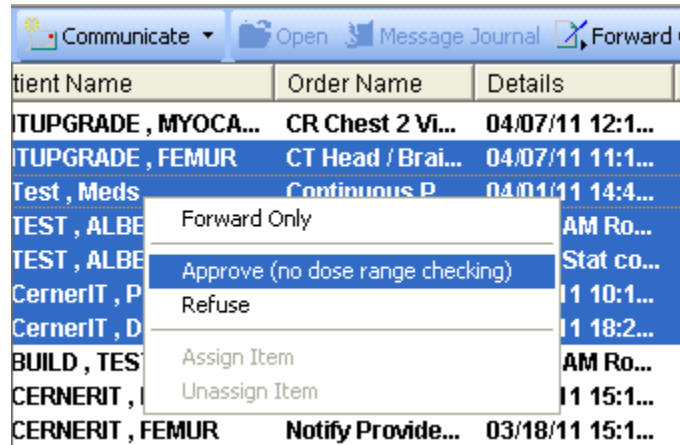 Communicate Open Message Journal Forward
tient Name Order Name Details
ITUPGRADE , MYOCA... CR Chest 2 Vi... 04/07/11 12:1...
ITUPGRADE , FEMUR CT Head / Brai... 04/07/11 11:1...
Test , Meds Continuous P 04/01/11 14:4...
Forward Only
TEST , ALBE AM Ro...
TEST , ALBE Stat co...
Approve (no dose range checking)
CernerIT , P 11 10:1...
Refuse
CernerIT , D 11 18:2...
Assign Item
BUILD , TES AM Ro...
Unassign Item
CERNERIT , 11 15:1...
CERNERIT , FEMUR Notify Provide... 03/18/11 15:1...